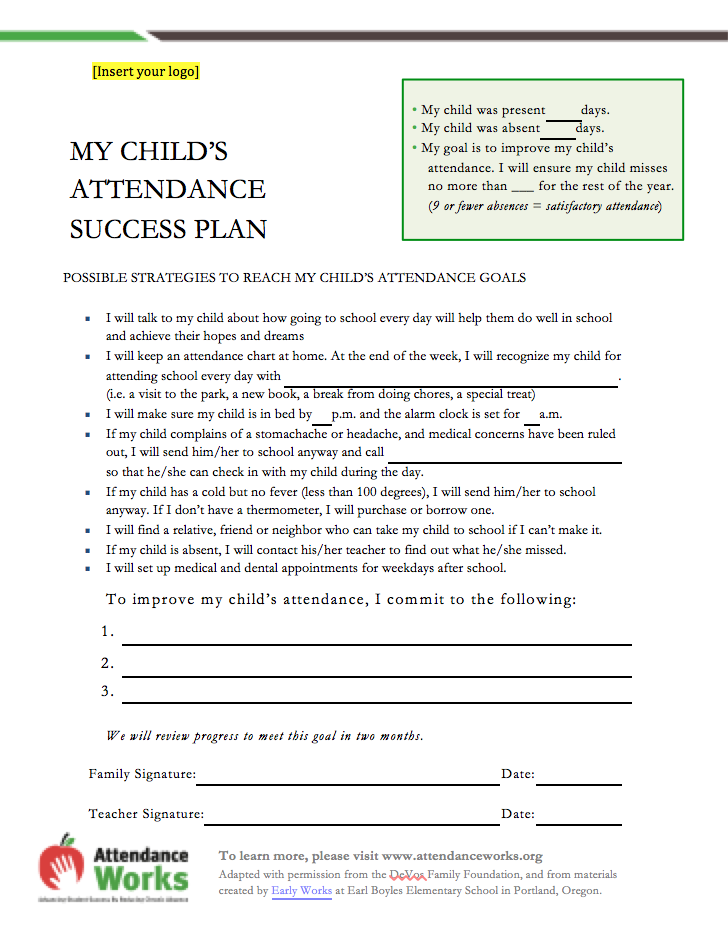 [Insert your logo]
• My child was present _____ days.
• My child was absent_____days.
• My goal is to improve my child’s
attendance. I will ensure my child misses
no more than ___ for the rest of the year.
(9 or fewer absences = satisfactory attendance)
MY CHILD’S
ATTENDANCE
SUCCESS PLAN
POSSIBLE STRATEGIES TO REACH MY CHILD’S ATTENDANCE GOALS
▪ I will talk to my child about how going to school every day will help them do well in school
and achieve their hopes and dreams
▪ I will keep an attendance chart at home. At the end of the week, I will recognize my child for
attending school every day with ____________________.
(i.e. a visit to the park, a new book, a break from doing chores, a special treat)
▪ I will make sure my child is in bed by___p.m. and the alarm clock is set for ___a.m.
▪ If my child complains of a stomachache or headache, and medical concerns have been ruled
out, I will send him/her to school anyway and call ____________________
so that he/she can check in with my child during the day.
▪ If my child has a cold but no fever (less than 100 degrees), I will send him/her to school
anyway. If I don’t have a thermometer, I will purchase or borrow one.
▪ I will find a relative, friend or neighbor who can take my child to school if I can’t make it.
▪ If my child is absent, I will contact his/her teacher to find out what he/she missed.
▪ I will set up medical and dental appointments for weekdays after school.
To improve my child’s attendance, I commit to the following:
1. ____________________
2. ____________________
3. ____________________
We will review progress to meet this goal in two months.
Family Signature:____________________ Date:__________
Teacher Signature:____________________ Date:__________
Attendance
Works
Advancing Student Success By Reducing Chronic Absence
To learn more, please visit www.attendanceworks.org
Adapted with permission from the DeVos Family Foundation, and from materials
created by Early Works at Earl Boyles Elementary School in Portland, Oregon.